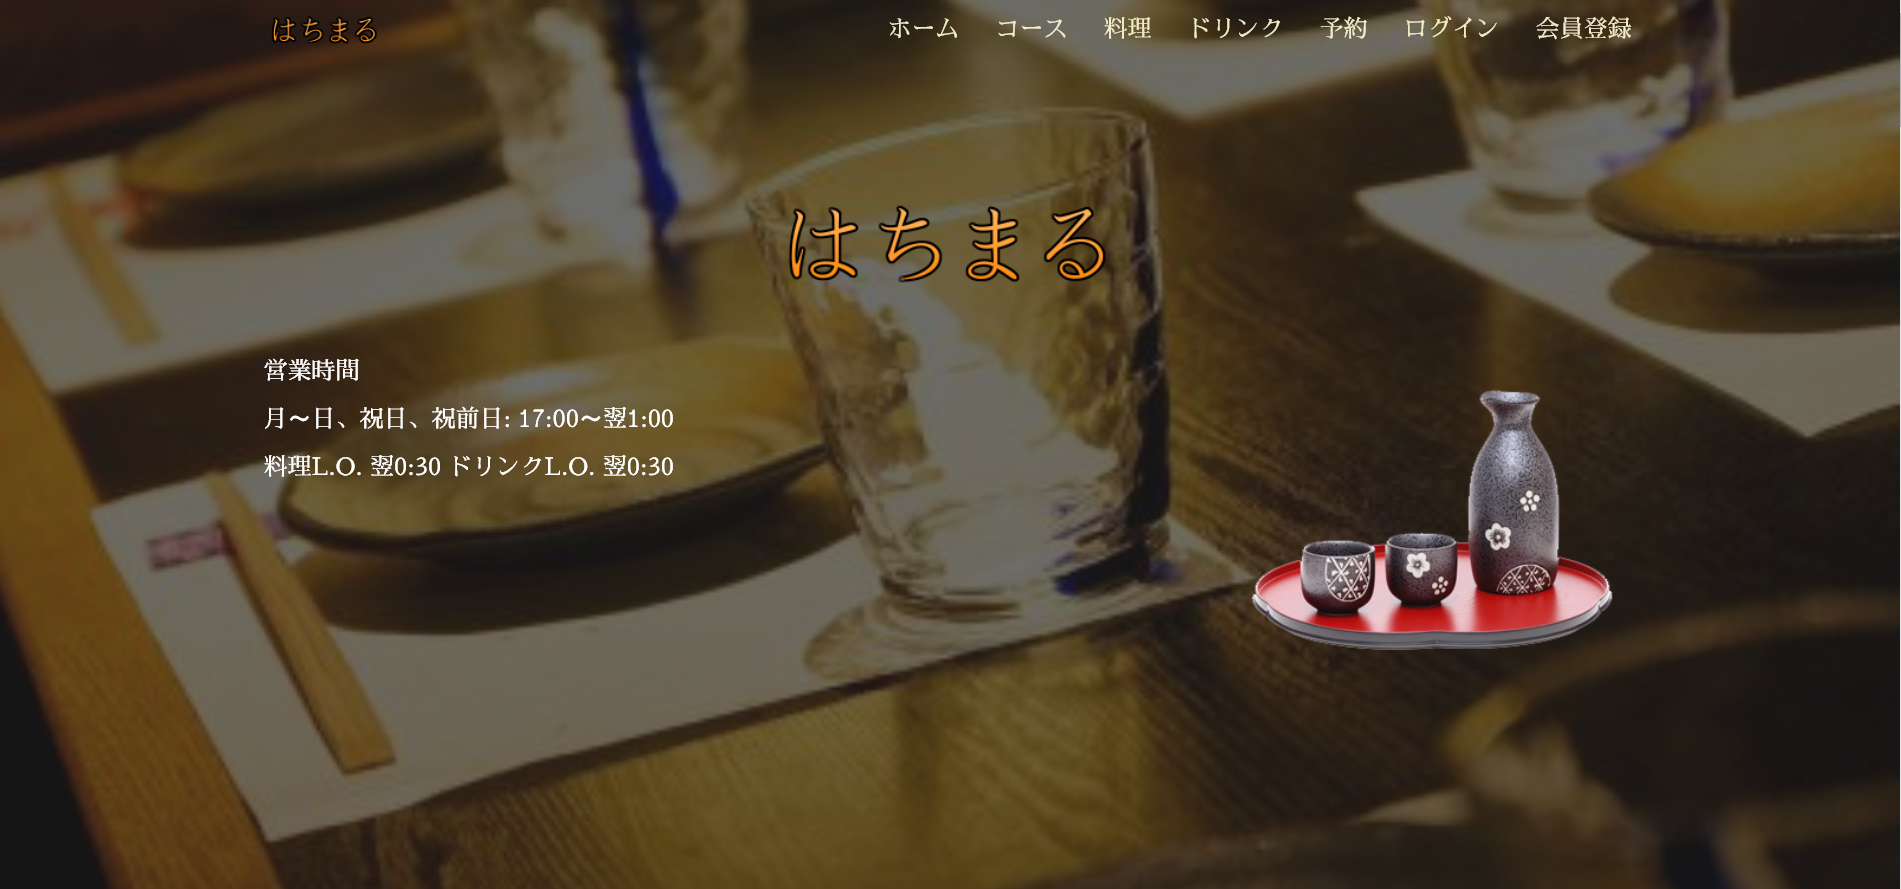 はちまる
ホーム コース 料理 ドリンク 予約 ログイン 会員登録
はちまる
営業時間
月〜日、祝日、祝前日: 17:00〜翌1:00
料理L.O. 翌0:30 ドリンクL.O. 翌0:30